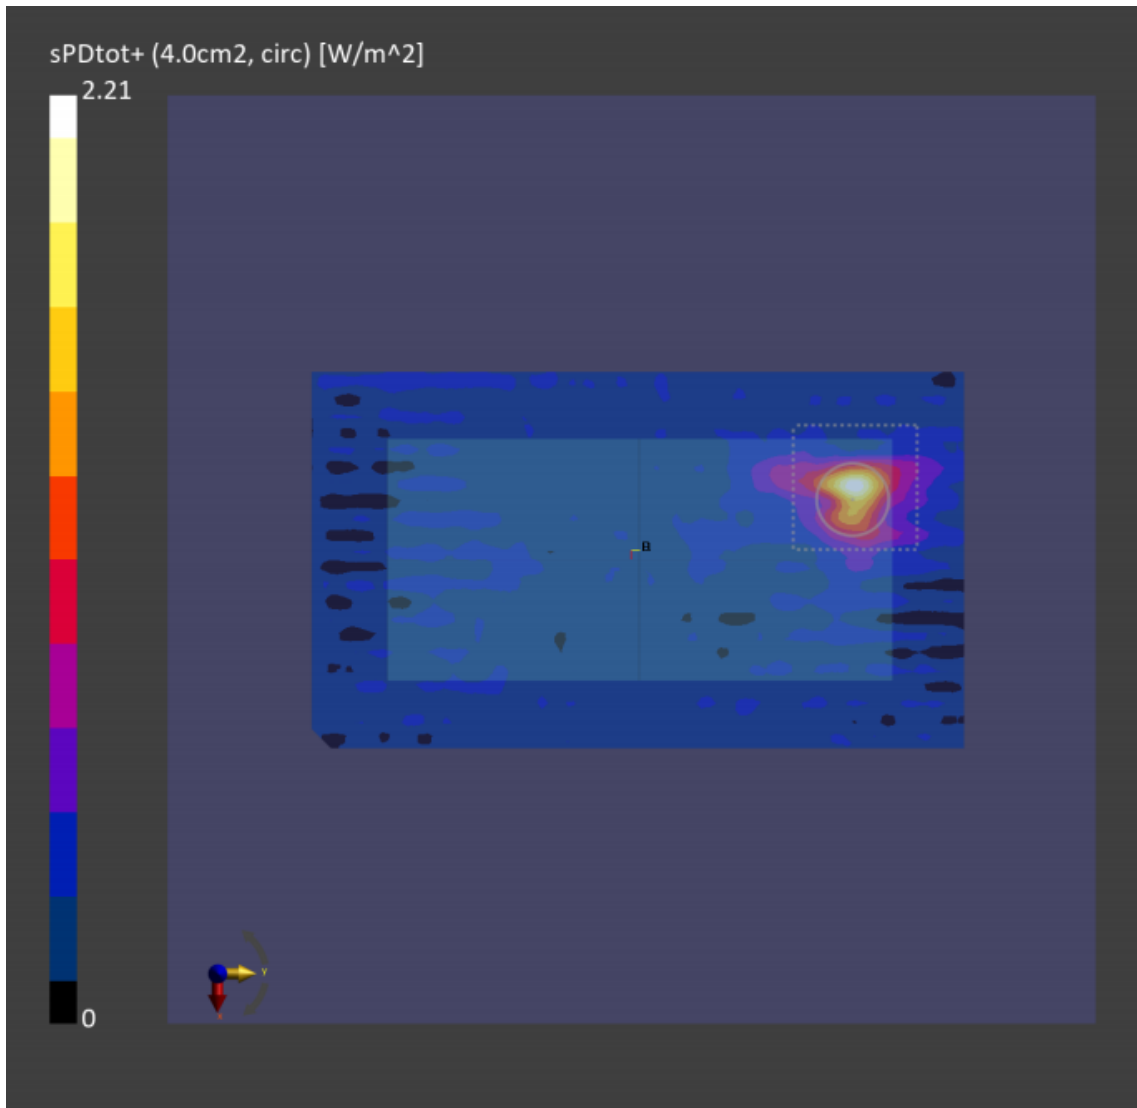 sPDtot+ (4.0cm2, circ) [W/m^2]
2.21
0
y
x